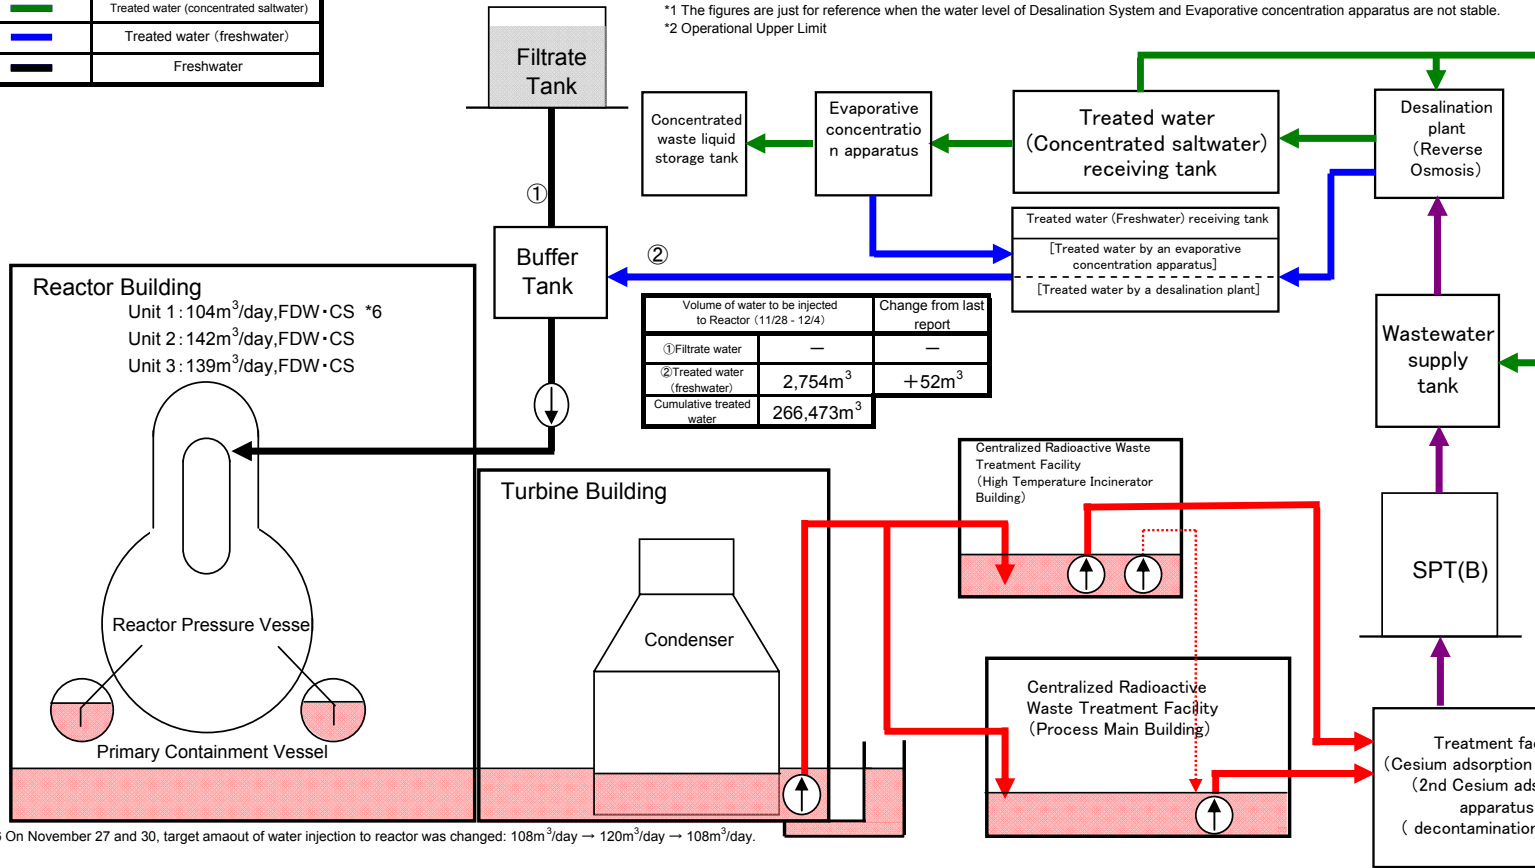 Treated water (concentrated saltwater)
Treated water (freshwater)
Freshwater
*1 The figures are just for reference when the water level of Desalination System and Evaporative concentration apparatus are not stable.
*2 Operational Upper Limit
Filtrate
Tank
Concentrated
waste liquid
storage tank
Evaporative
concentratio
n apparatus
Treated water
(Concentrated saltwater)
receiving tank
Desalination
plant
(Reverse
Osmosis)
①
Treated water (Freshwater) receiving tank
[Treated water by an evaporative
concentration apparatus]
[Treated water by a desalination plant]
Buffer
Tank
②
Reactor Building
Unit 1:104m³/day,FDW・CS *6
Unit 2:142m³/day,FDW・CS
Unit 3:139m³/day,FDW・CS
Volume of water to be injected
to Reactor (11/28 - 12/4)
Change from last
report
①Filtrate water
―
―
②Treated water
(freshwater)
2,754m³
+52m³
Cumulative treated
water
266,473m³
Wastewater
supply
tank
Centralized Radioactive Waste
Treatment Facility
(High Temperature Incinerator
Building)
Turbine Building
SPT(B)
Condenser
Reactor Pressure Vessel
Centralized Radioactive
Waste Treatment Facility
(Process Main Building)
Primary Containment Vessel
Treatment fac
(Cesium adsorption
(2nd Cesium ads
apparatus
( decontamination
6 On November 27 and 30, target amaout of water injection to reactor was changed: 108m³/day → 120m³/day → 108m³/day.